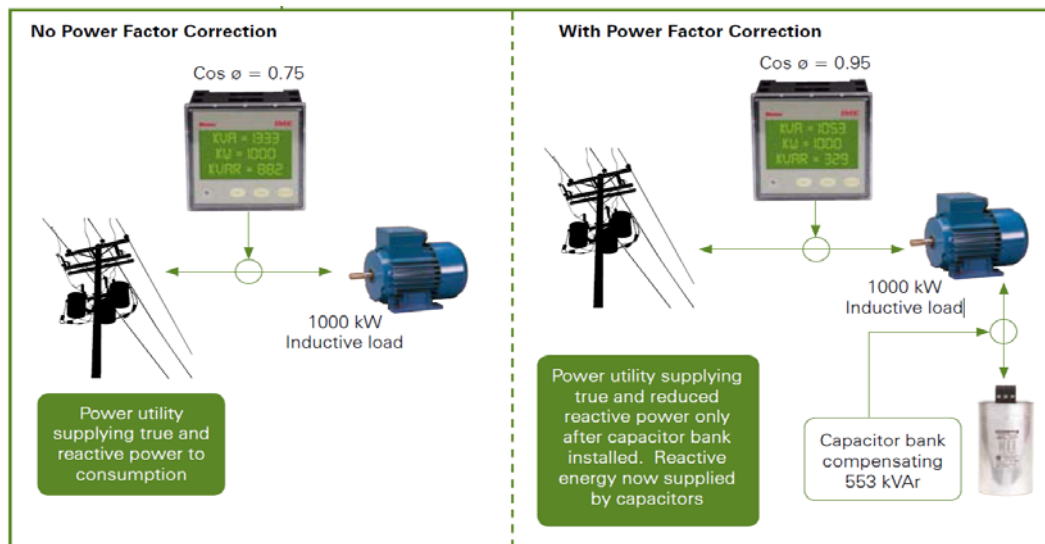 No Power Factor Correction
Cos ø = 0.75
KVA = 1333
KW = 1000
KVAR = 882
1000 kW
Inductive load
Power utility
supplying true and
reactive power to
consumption
With Power Factor Correction
Cos ø = 0.95
KVA = 1053
KW = 1000
KVAR = 329
1000 kW
Inductive load
Power utility supplying
true and reduced
reactive power only
after capacitor bank
installed. Reactive
energy now supplied
by capacitors
Capacitor bank
compensating
553 kVAr